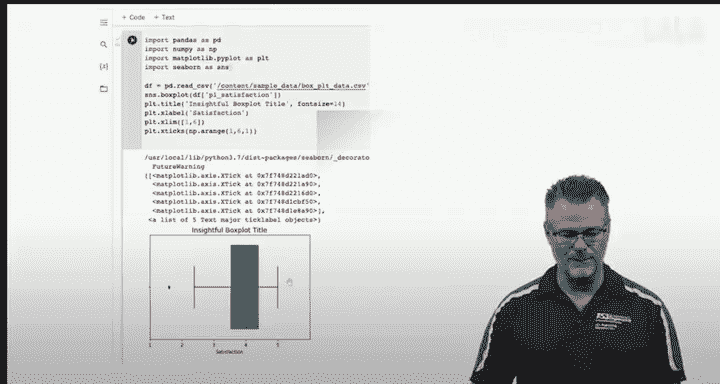 + Code + Text
import pandas as pd
import numpy as np
import matplotlib.pyplot as plt
import seaborn as sns
df = pd.read_csv('/content/sample_data/box_plt_data.csv'
sns.boxplot(df['pl_satisfaction'])
plt.title('Insightful Boxplot Title', fontsize=14)
plt.xlabel('Satisfaction')
plt.xlim([1,6])
plt.xticks(np.arange(1,6,1))
/usr/local/lib/python3.7/dist-packages/seaborn/_decorato
FutureWarning
([<matplotlib.axis.XTick at 0x7f748d221ad0>,
<matplotlib.axis.XTick at 0x7f748d221a90>,
<matplotlib.axis.XTick at 0x7f748d2216d0>,
<matplotlib.axis.XTick at 0x7f748d1cbf50>,
<matplotlib.axis.XTick at 0x7f748d1e8a90>],
<a list of 5 Text major ticklabel objects>)
Insightful Boxplot Title
1 2 3 4 5
Satisfaction